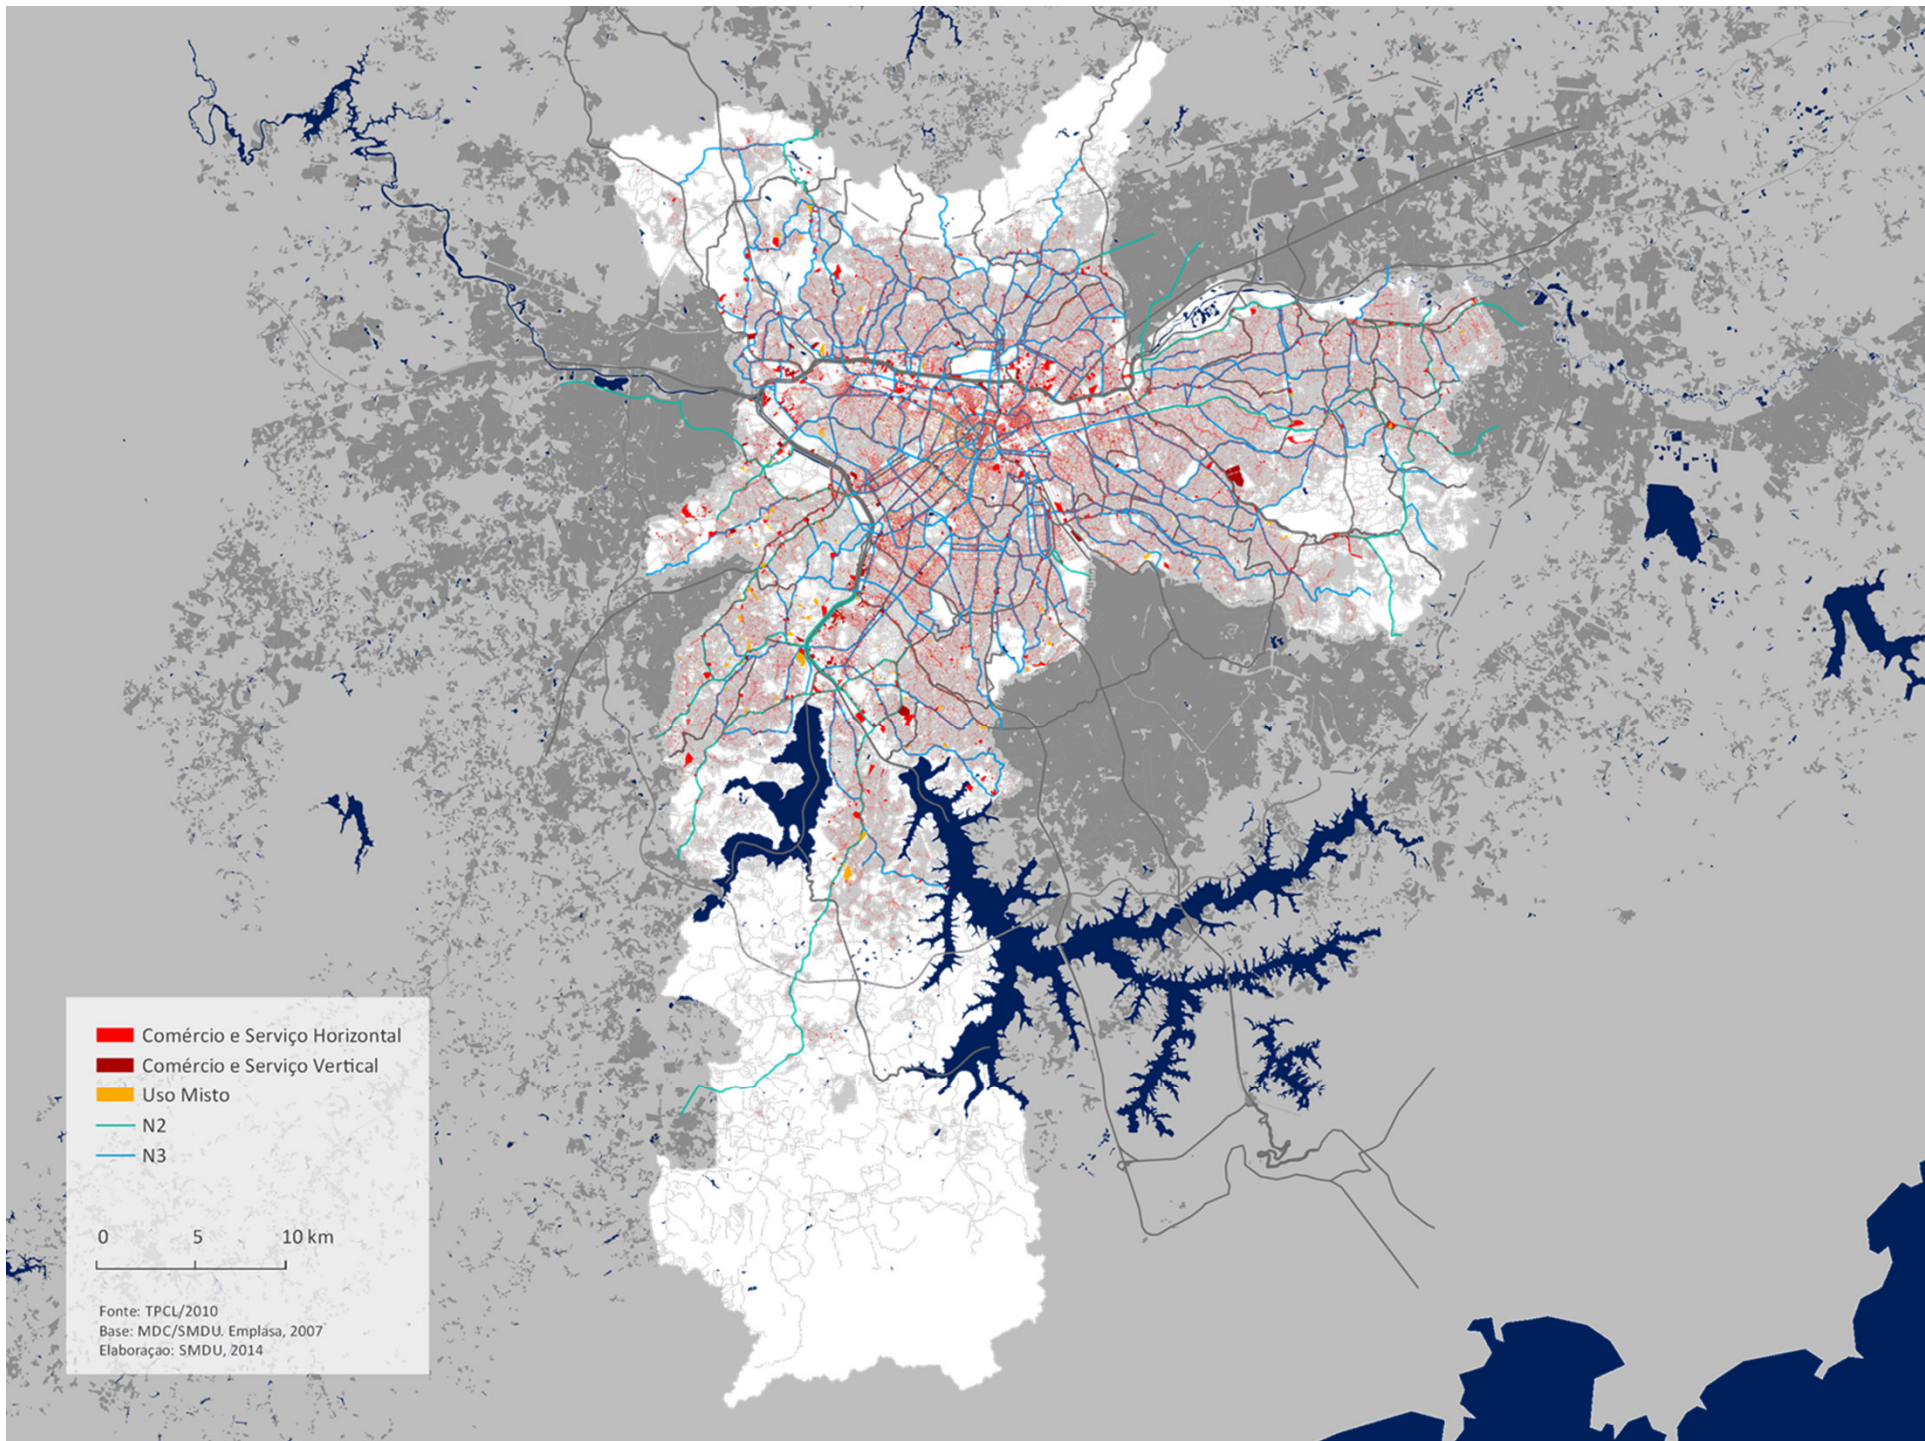 Comércio e Serviço Horizontal
Comércio e Serviço Vertical
Uso Misto
N2
N3
0 5 10 km
Fonte: TPCL/2010
Base: MDC/SMDU. Emplasa, 2007
Elaboraçao: SMDU, 2014